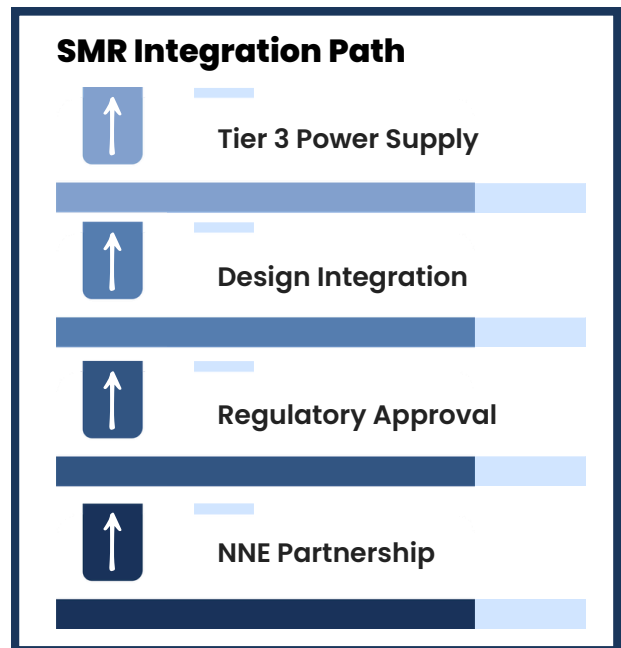 SMR Integration Path
Tier 3 Power Supply
Design Integration
Regulatory Approval
NNE Partnership